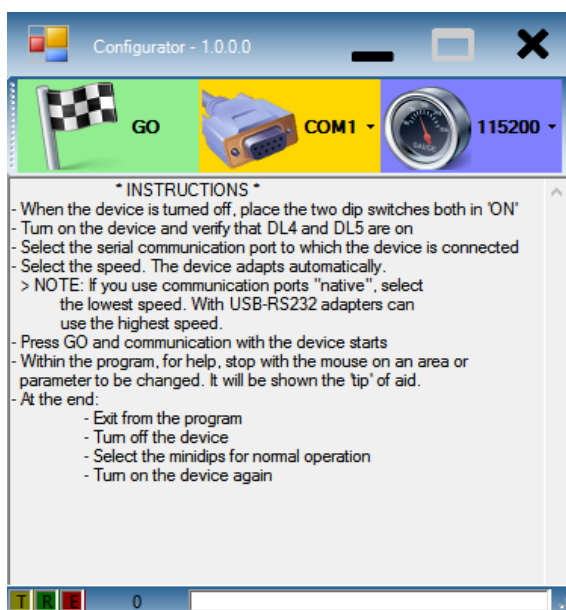 Configurator - 1.0.0.0
GO
COM1
GAUGE
115200
* INSTRUCTIONS *
- When the device is turned off, place the two dip switches both in 'ON'
- Turn on the device and verify that DL4 and DL5 are on
- Select the serial communication port to which the device is connected
- Select the speed. The device adapts automatically.
> NOTE: If you use communication ports "native", select
the lowest speed. With USB-RS232 adapters can
use the highest speed.
- Press GO and communication with the device starts
- Within the program, for help, stop with the mouse on an area or
parameter to be changed. It will be shown the 'tip' of aid.
- At the end:
- Exit from the program
- Turn off the device
- Select the minidips for normal operation
- Turn on the device again
T R E 0